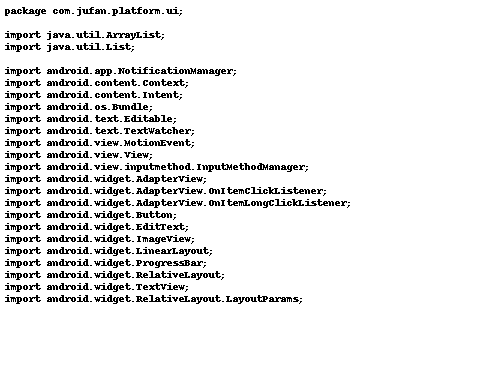 package com.jufan.platform.ui;

import java.util.ArrayList;
import java.util.List;

import android.app.NotificationManager;
import android.content.Context;
import android.content.Intent;
import android.os.Bundle;
import android.text.Editable;
import android.text.TextWatcher;
import android.view.MotionEvent;
import android.view.View;
import android.view.inputmethod.InputMethodManager;
import android.widget.AdapterView;
import android.widget.AdapterView.OnItemClickListener;
import android.widget.AdapterView.OnItemLongClickListener;
import android.widget.Button;
import android.widget.EditText;
import android.widget.ImageView;
import android.widget.LinearLayout;
import android.widget.ProgressBar;
import android.widget.RelativeLayout;
import android.widget.TextView;
import android.widget.RelativeLayout.LayoutParams;